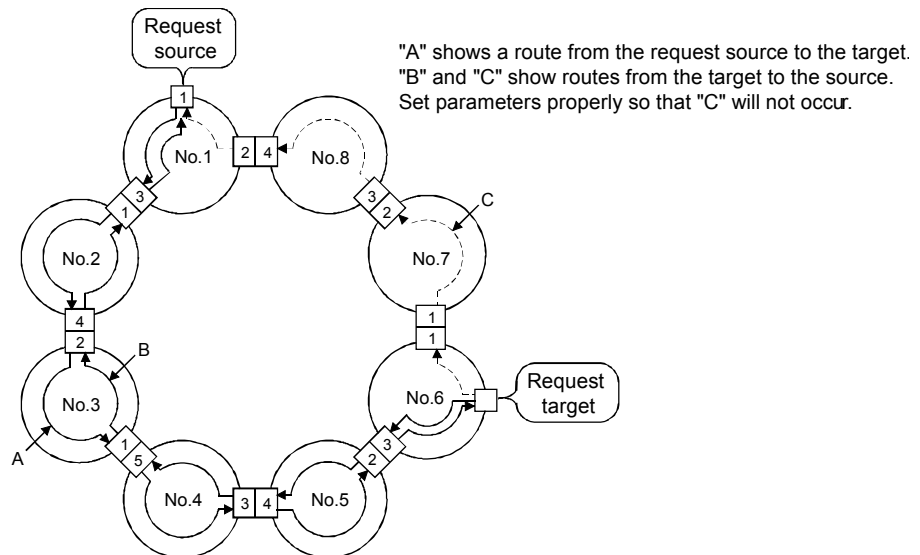 Request
source
"A" shows a route from the request source to the target.
"B" and "C" show routes from the target to the source.
Set parameters properly so that "C" will not occur.
1
No.1
2 4
No.8
3
1
3
2
C
No.2
No.7
4
2
1
1
B
No.3
No.6
Request
target
A
1
5
3
2
No.4
3 4
No.5